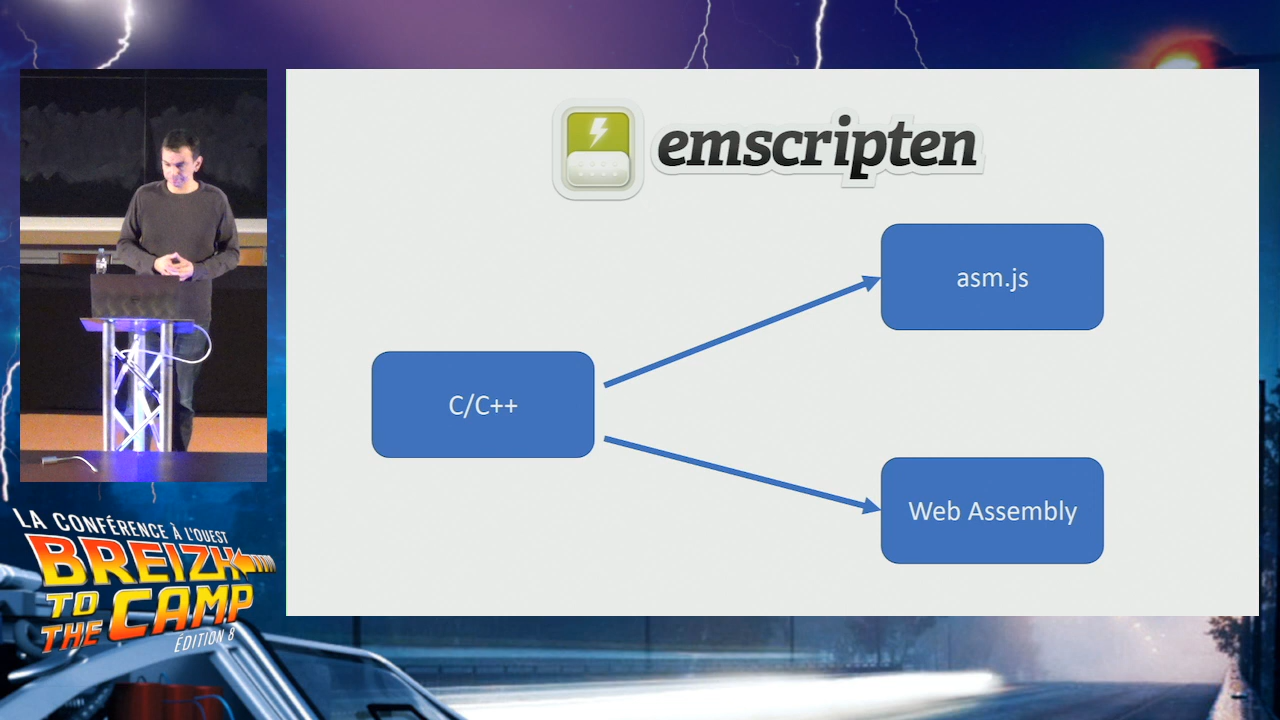 emscripten
asm.js
C/C++
Web Assembly
LA CONFÉRENCE À L'OUEST
BREIZH
TO
THE CAMP
ÉDITION 8